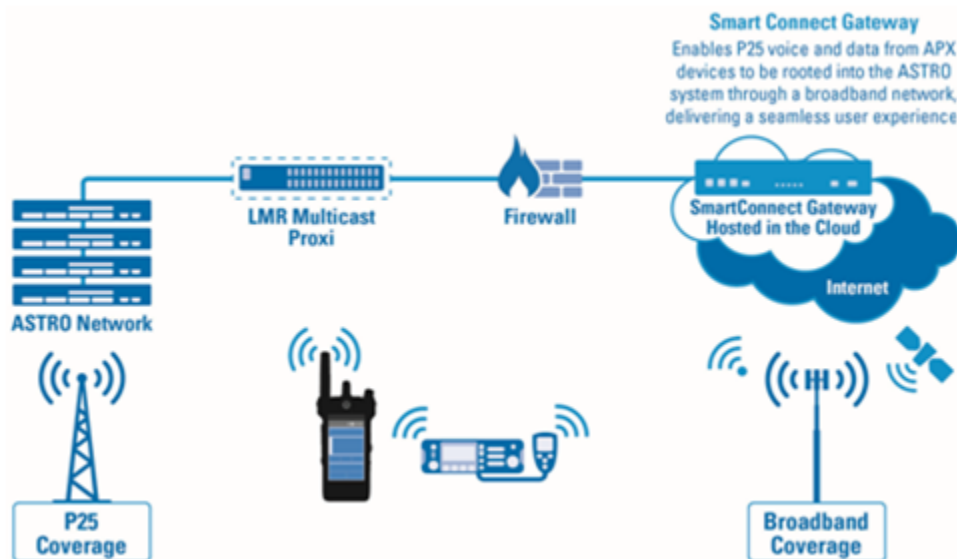 Smart Connect Gateway
Enables P25 voice and data from APX
devices to be rooted into the ASTRO
system through a broadband network,
delivering a seamless user experience
LMR Multicast
Proxi
Firewall
SmartConnect Gateway
Hosted in the Cloud
Internet
ASTRO Network
P25
Coverage
Broadband
Coverage